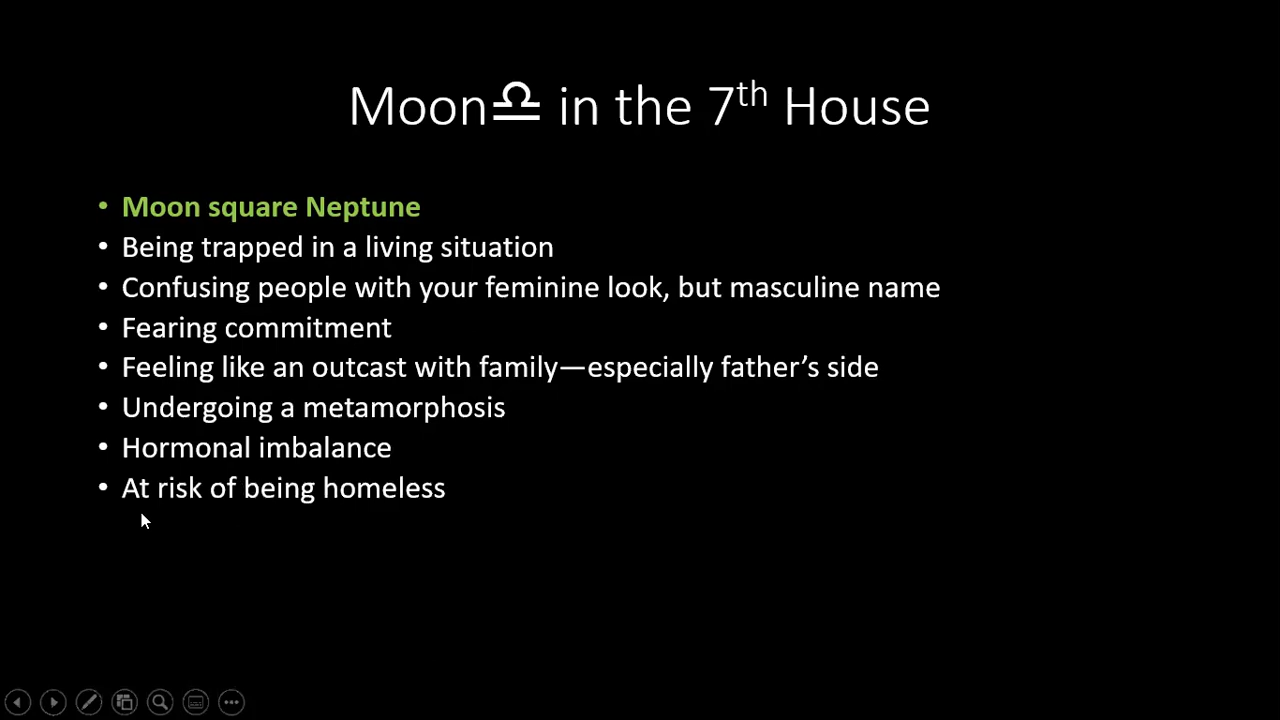 Moon♎ in the 7th House
• Moon square Neptune
• Being trapped in a living situation
• Confusing people with your feminine look, but masculine name
• Fearing commitment
• Feeling like an outcast with family—especially father’s side
• Undergoing a metamorphosis
• Hormonal imbalance
• At risk of being homeless